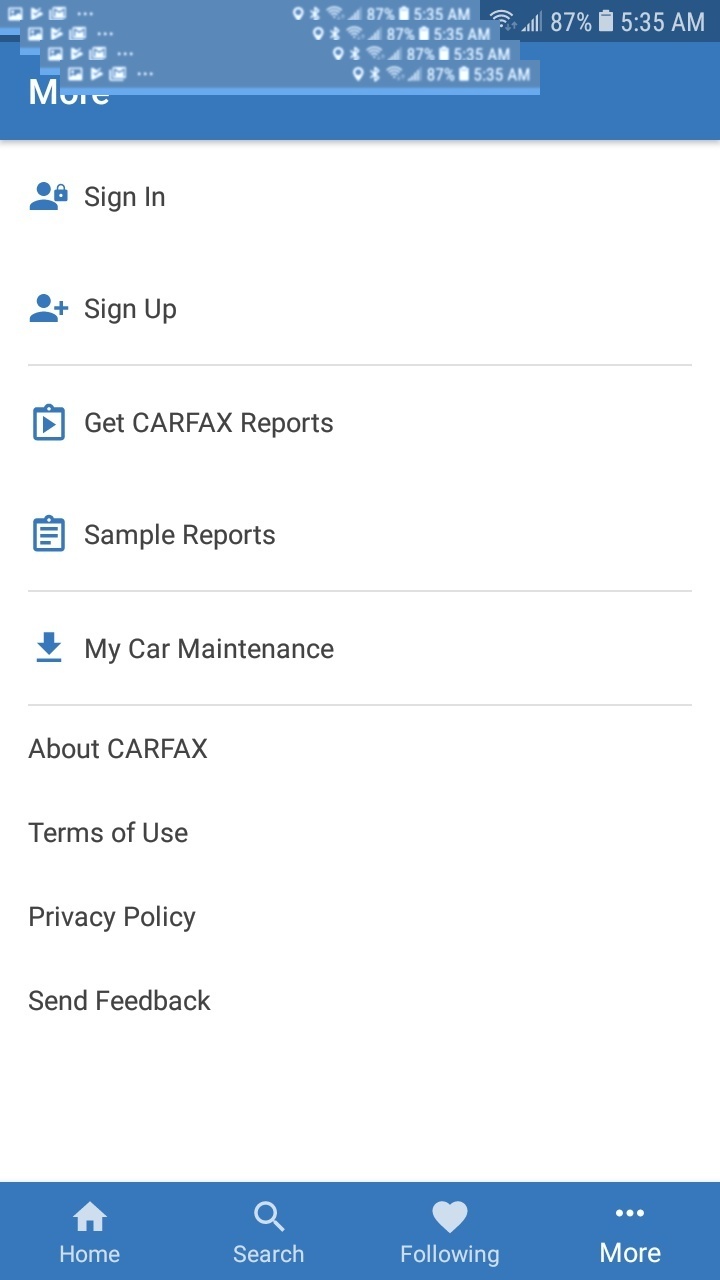 87% 5:35 AM
87% 5:35 AM
87% 5:35 AM
87% 5:35 AM
87% 5:35 AM
More
Sign In
Sign Up
Get CARFAX Reports
Sample Reports
My Car Maintenance
About CARFAX
Terms of Use
Privacy Policy
Send Feedback
Home
Search
Following
More